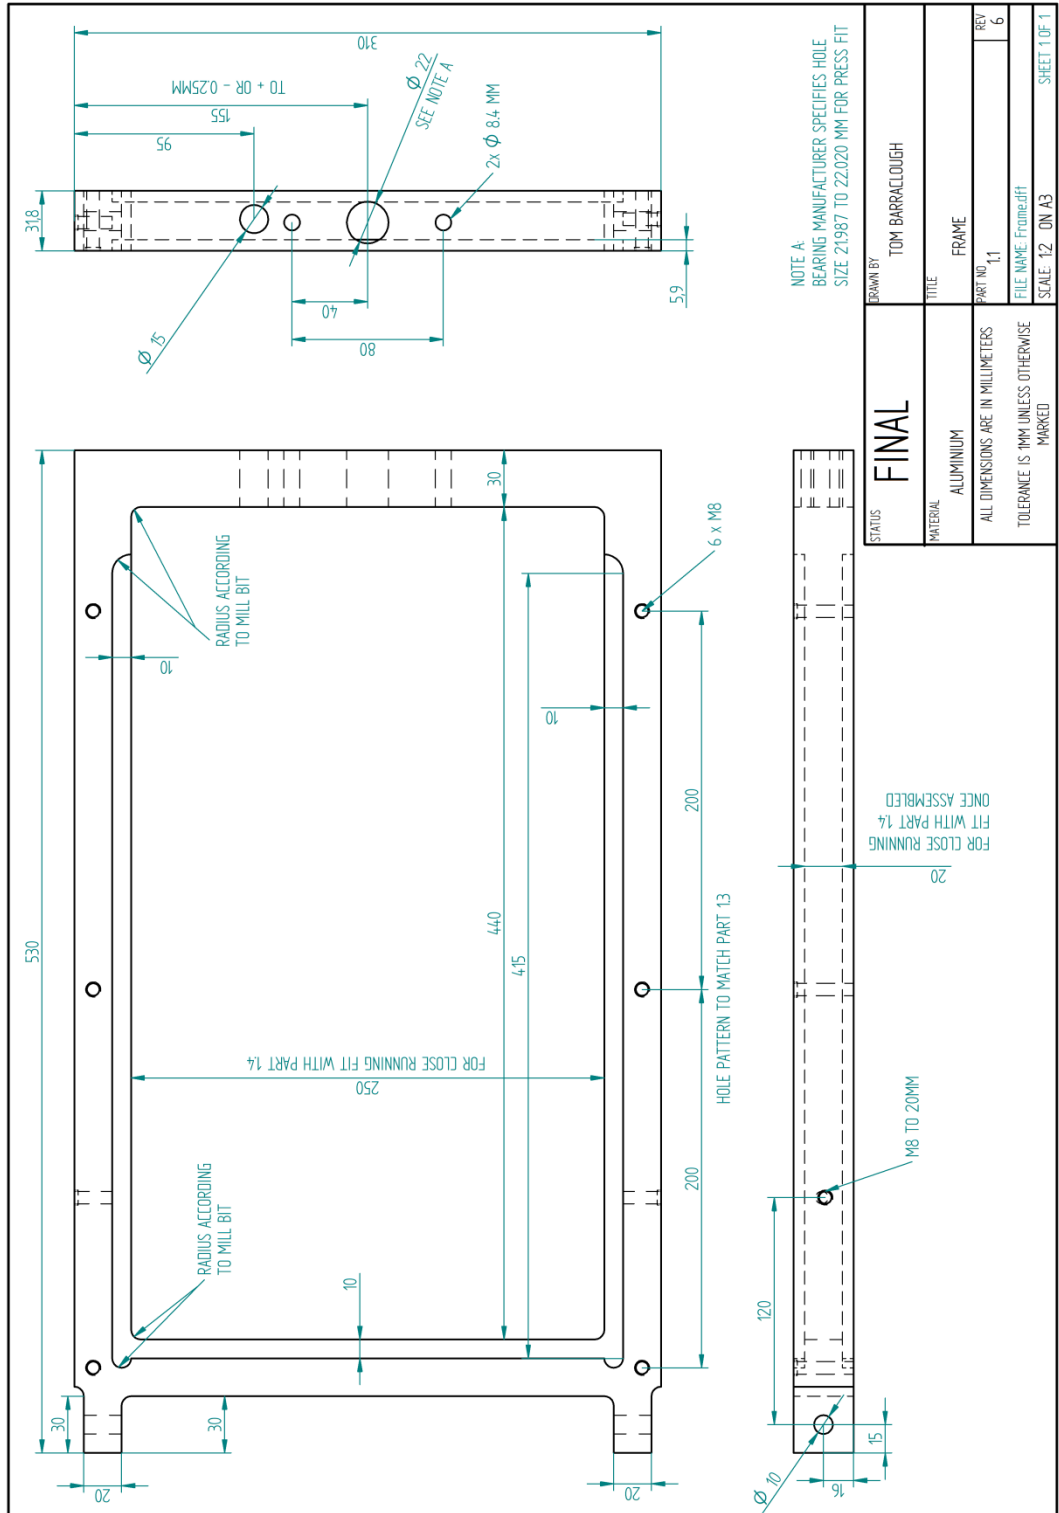 310
TO + OR - 0.25MM
155
95
Φ 22
SEE NOTE A
2x Φ 8.4 MM
31,8
5,9
40
80
Φ 15
NOTE A:
BEARING MANUFACTURER SPECIFIES HOLE
SIZE 21.987 TO 22.020 MM FOR PRESS FIT
530
30
RADIUS ACCORDING
TO MILL BIT
6 x M8
10
10
200
440
415
HOLE PATTERN TO MATCH PART 1.3
FOR CLOSE RUNNING FIT WITH PART 1.4
250
200
RADIUS ACCORDING
TO MILL BIT
10
30
30
20
20
FOR CLOSE RUNNING
FIT WITH PART 1.4
ONCE ASSEMBLED
20
M8 TO 20MM
120
15
Φ 10
16
STATUS
FINAL
MATERIAL
ALUMINIUM
ALL DIMENSIONS ARE IN MILLIMETERS
TOLERANCE IS 1MM UNLESS OTHERWISE
MARKED
DRAWN BY
TOM BARRACLOUGH
TITLE
FRAME
PART NO
1.1
REV
6
FILE NAME: Frame.dft
SCALE: 1:2 ON A3
SHEET 1 OF 1